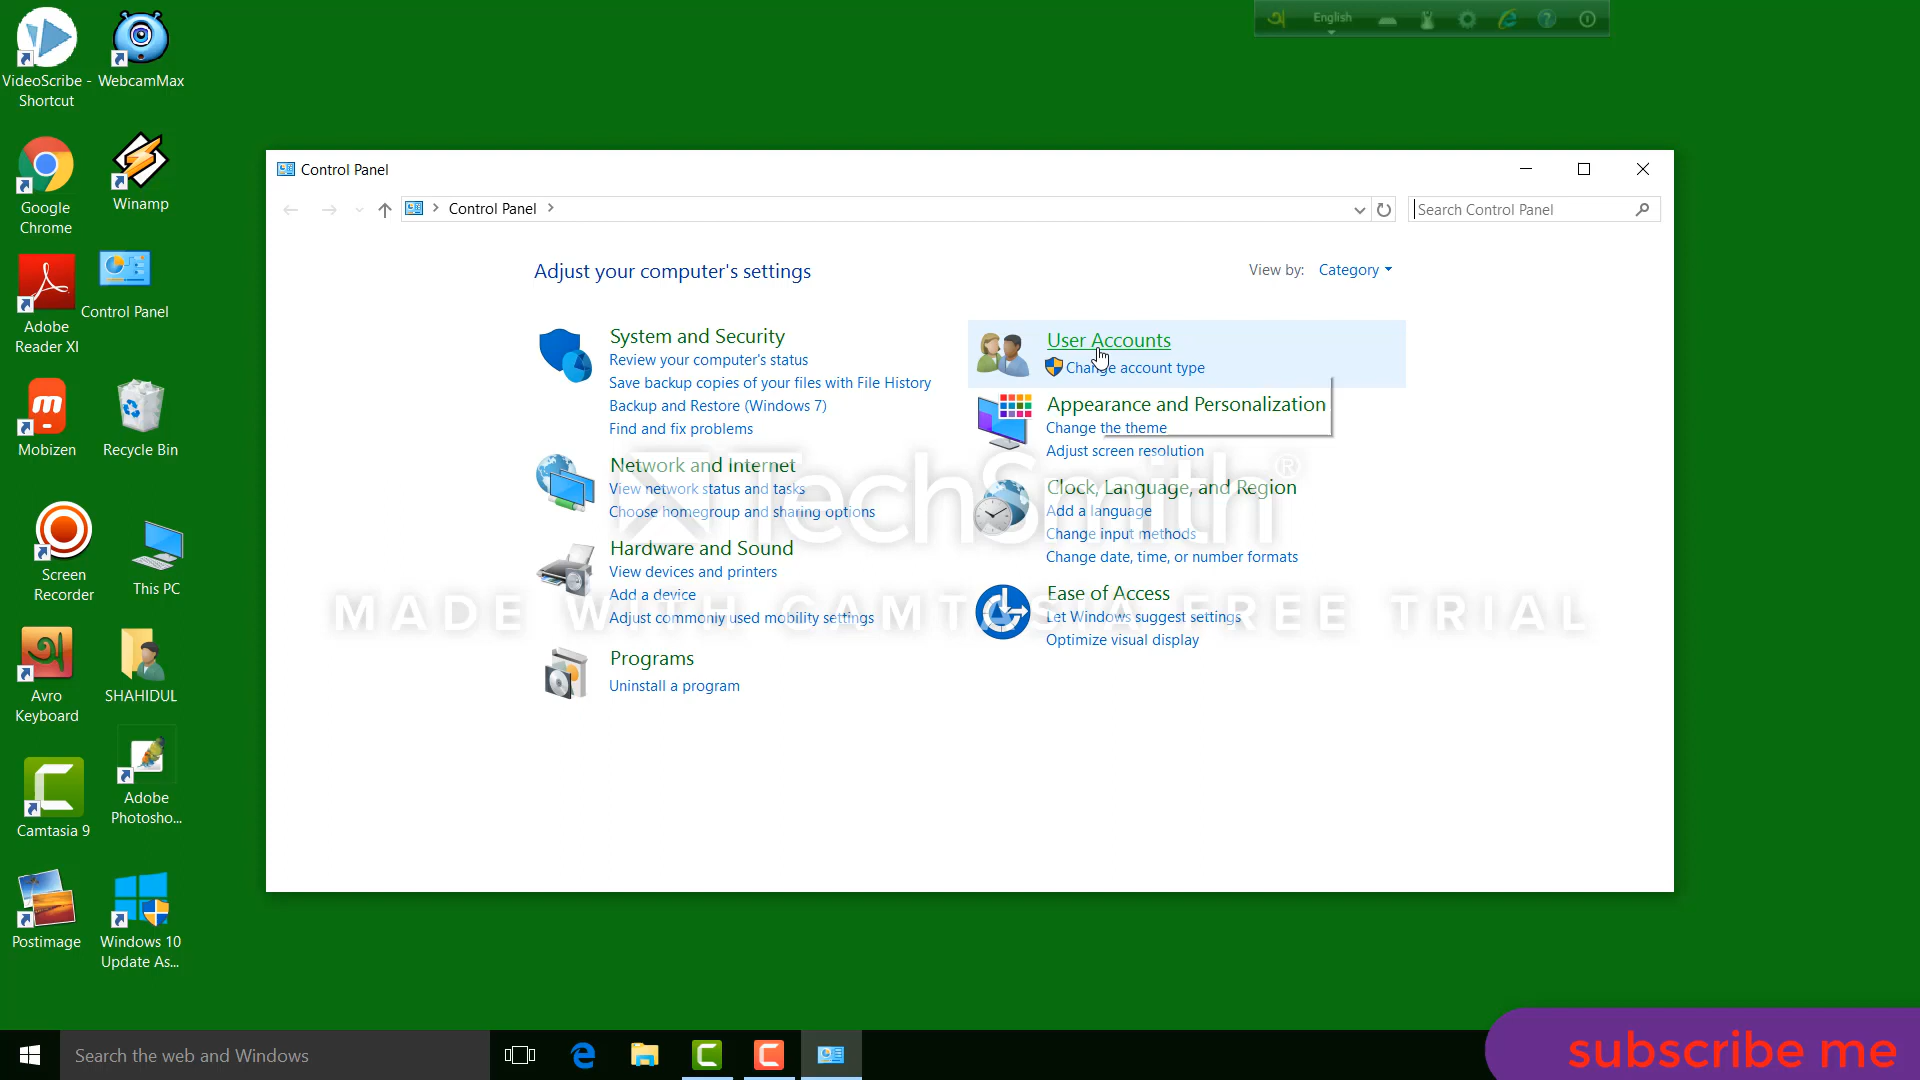 VideoScribe -
Shortcut
WebcamMax
Google
Chrome
Winamp
Adobe
Reader XI
Control Panel
Mobizen
Recycle Bin
Screen
Recorder
This PC
Avro
Keyboard
SHAHIDUL
Camtasia 9
Adobe
Photosho...
Postimage
Windows 10
Update As...
English
Control Panel
Control Panel
Search Control Panel
Adjust your computer's settings
View by: Category
System and Security
Review your computer's status
Save backup copies of your files with File History
Backup and Restore (Windows 7)
Find and fix problems
Network and Internet
View network status and tasks
Choose homegroup and sharing options
Hardware and Sound
View devices and printers
Add a device
Adjust commonly used mobility settings
Programs
Uninstall a program
User Accounts
Change account type
Appearance and Personalization
Change the theme
Adjust screen resolution
Clock, Language, and Region
Add a language
Change input methods
Change date, time, or number formats
Ease of Access
Let Windows suggest settings
Optimize visual display
TechSmith®
MADE WITH CAMTASIA FREE TRIAL
Search the web and Windows
subscribe me